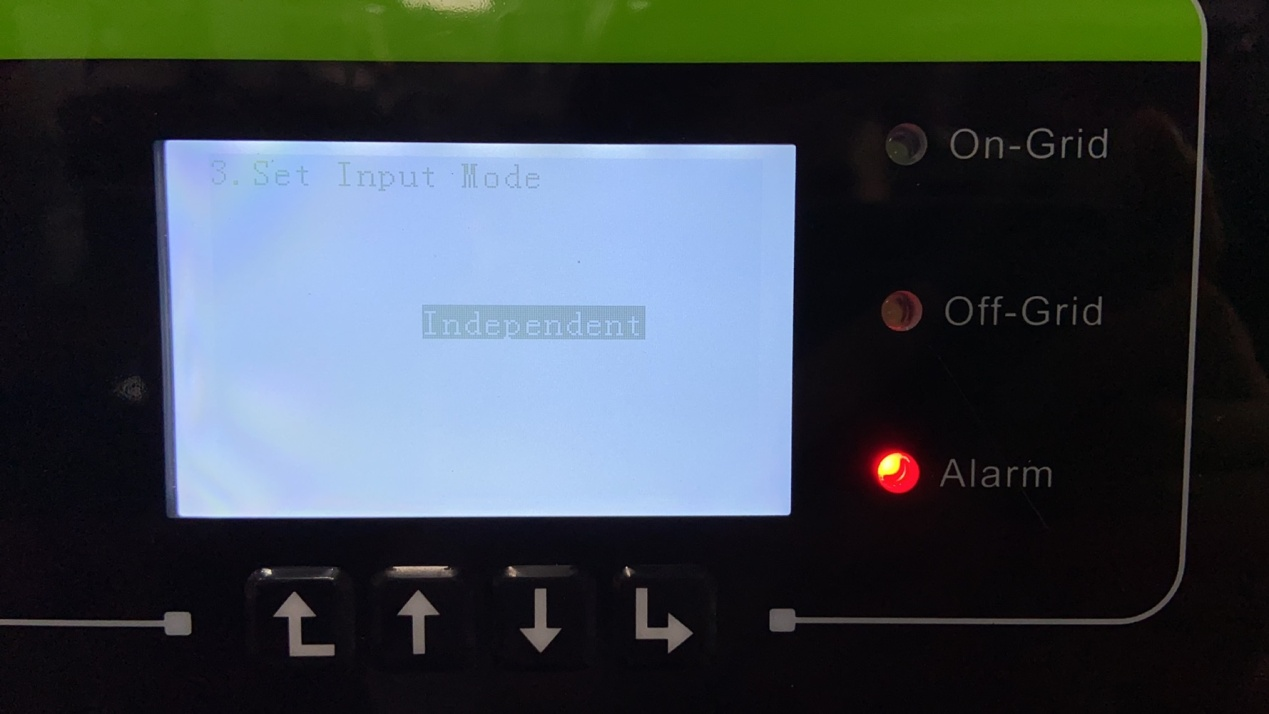 3.Set Input Mode
On-Grid
Independent
Off-Grid
Alarm